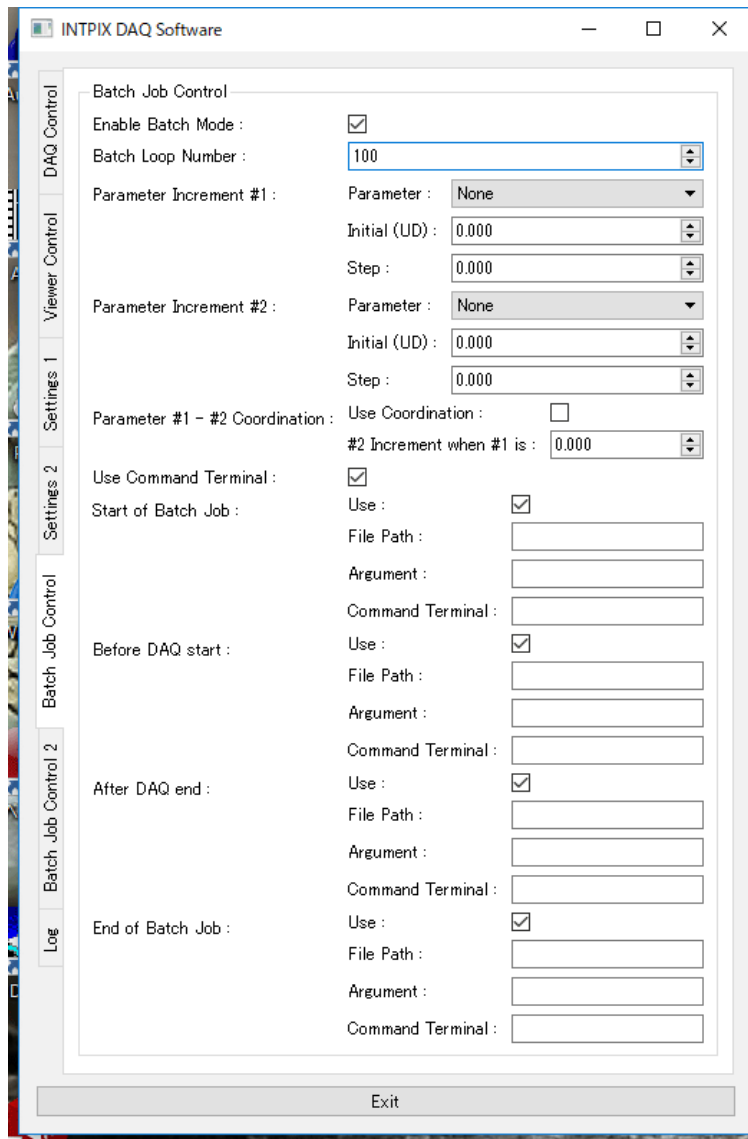 INTPIX DAQ Software
DAQ Control
Viewer Control
Settings 1
Settings 2
Batch Job Control
Batch Job Control 2
Log
Batch Job Control
Enable Batch Mode :
Batch Loop Number : 100
Parameter Increment #1 : Parameter : None
Initial (UD) : 0.000
Step : 0.000
Parameter Increment #2 : Parameter : None
Initial (UD) : 0.000
Step : 0.000
Parameter #1 - #2 Coordination : Use Coordination :
#2 Increment when #1 is : 0.000
Use Command Terminal :
Start of Batch Job : Use :
File Path :
Argument :
Command Terminal :
Before DAQ start : Use :
File Path :
Argument :
Command Terminal :
After DAQ end : Use :
File Path :
Argument :
Command Terminal :
End of Batch Job : Use :
File Path :
Argument :
Command Terminal :
Exit